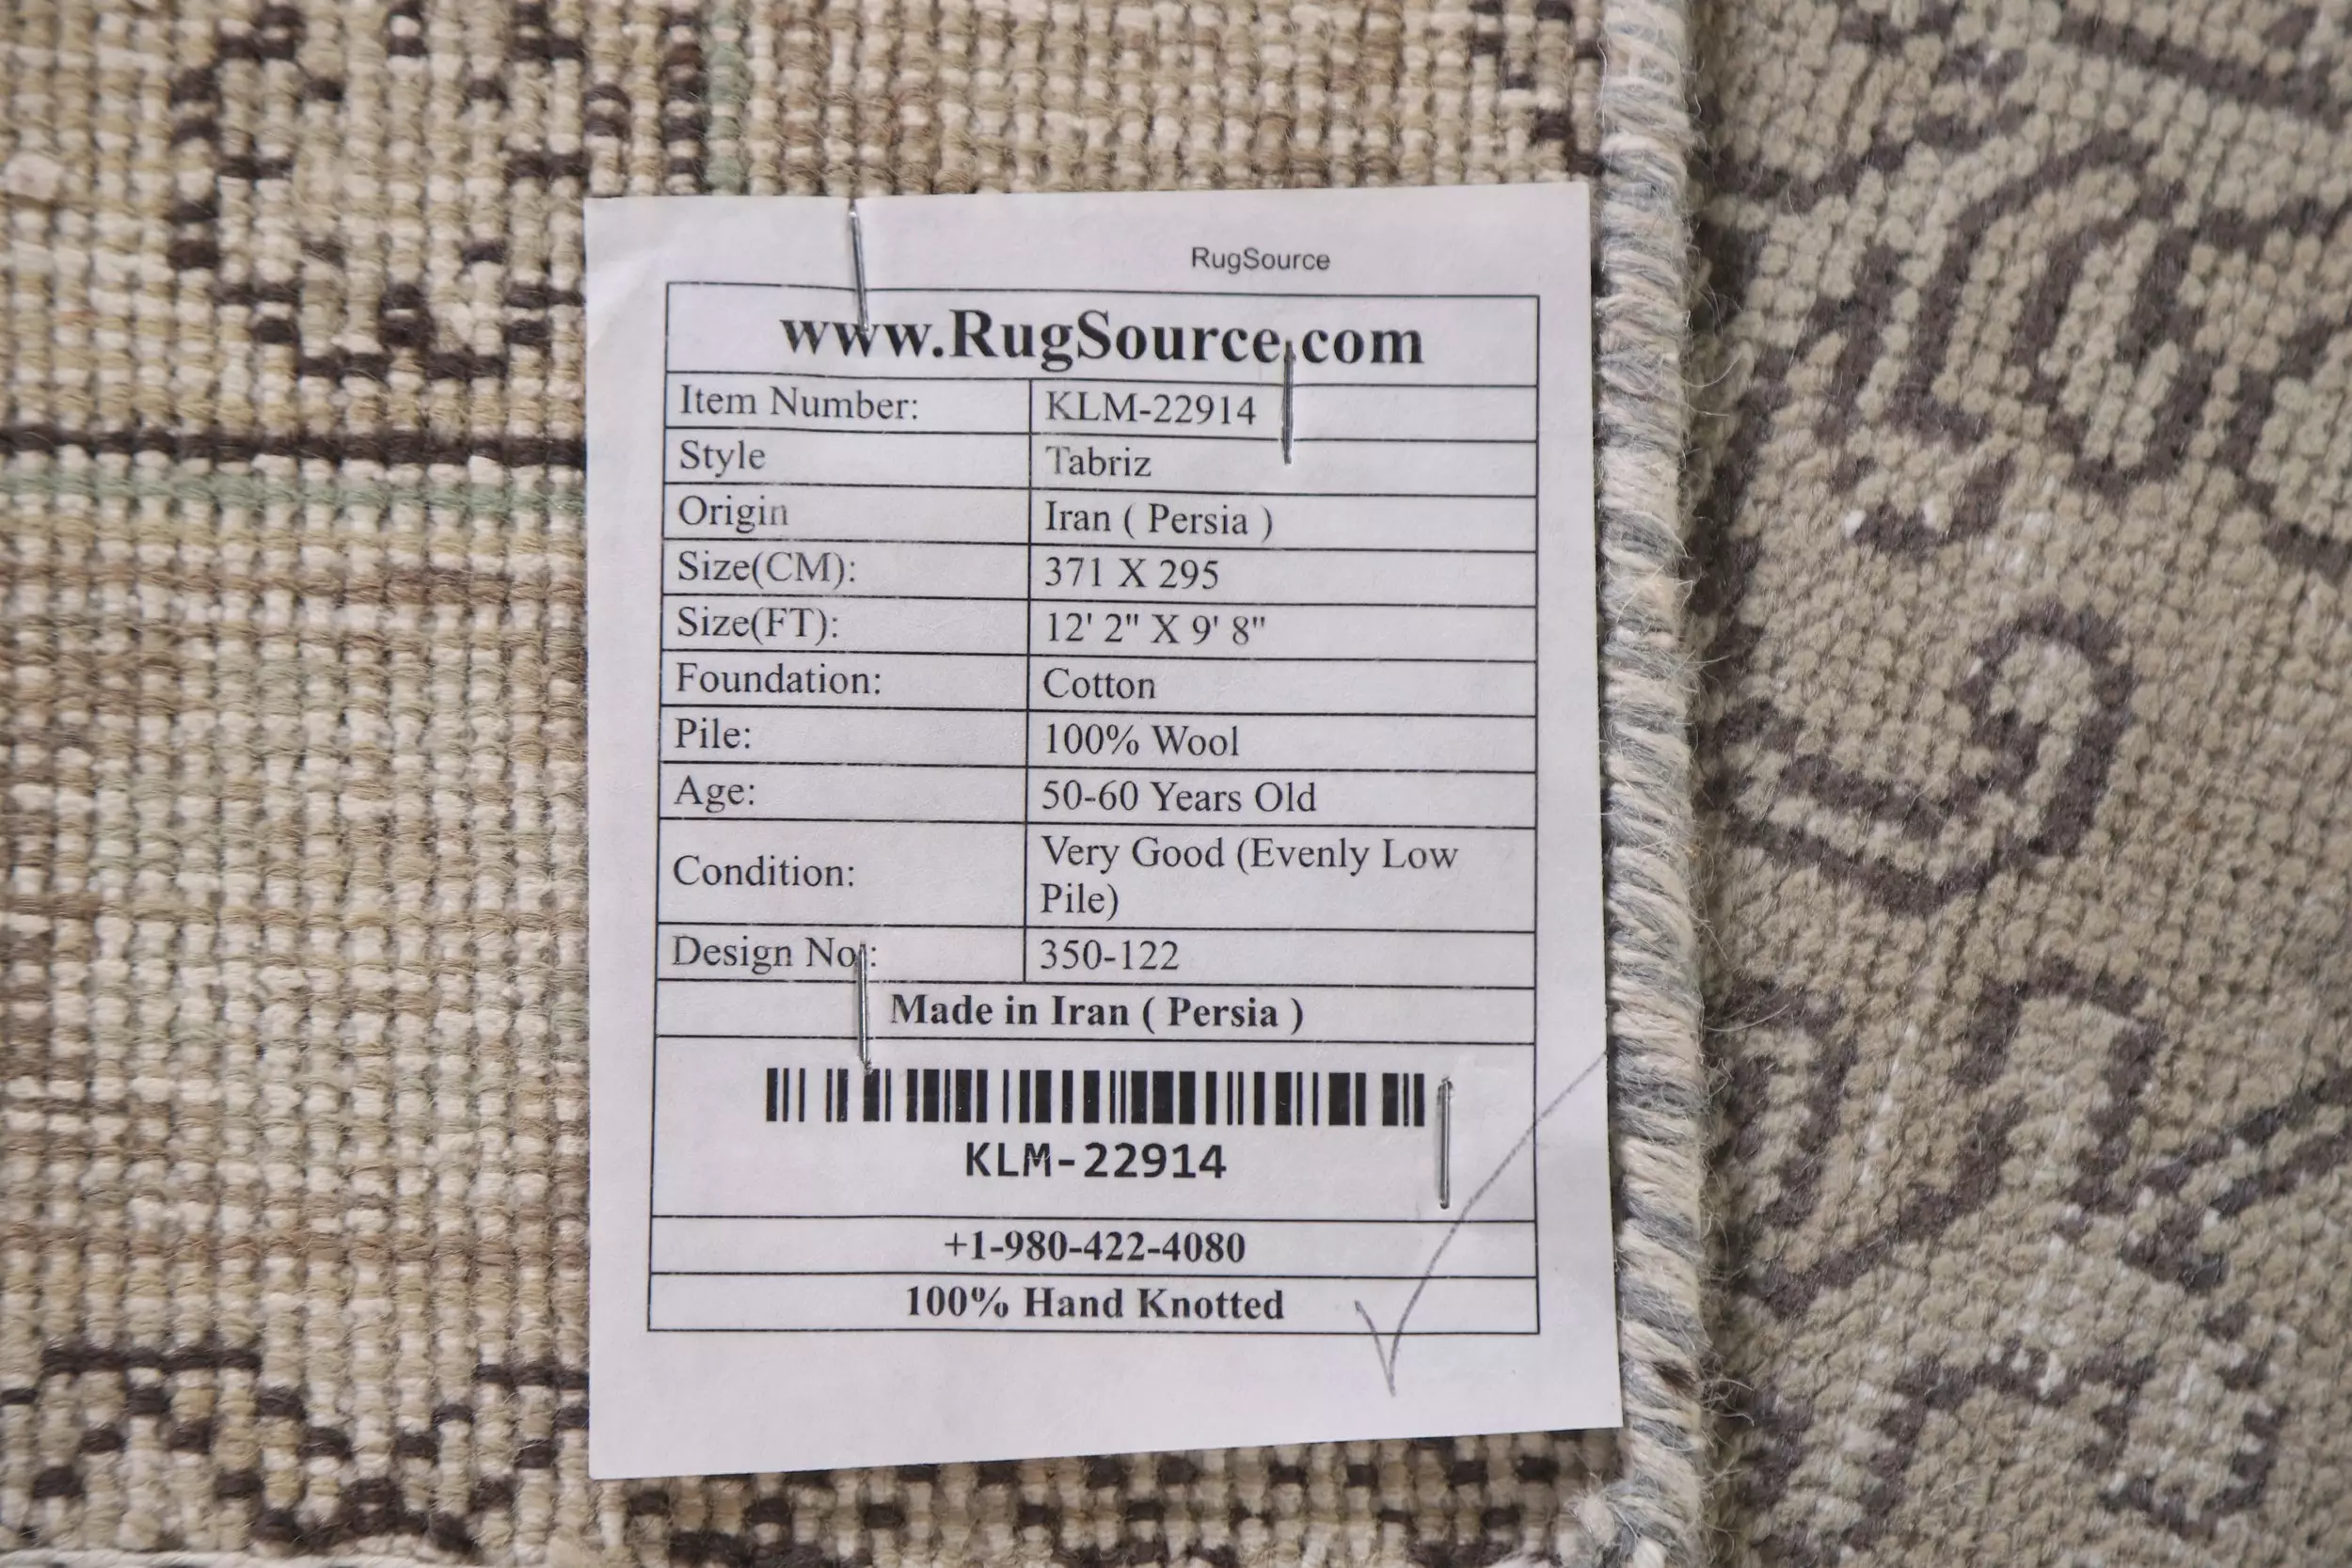 RugSource
www.RugSource.com
Item Number: KLM-22914
Style Tabriz
Origin Iran ( Persia )
Size(CM): 371 X 295
Size(FT): 12' 2" X 9' 8"
Foundation: Cotton
Pile: 100% Wool
Age: 50-60 Years Old
Condition: Very Good (Evenly Low
Pile)
Design No.: 350-122
Made in Iran ( Persia )
KLM-22914
+1-980-422-4080
100% Hand Knotted